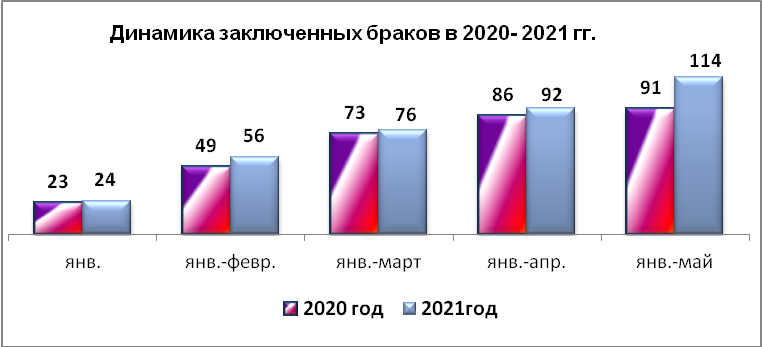 Динамика заключенных браков в 2020- 2021 гг.
23 24 49 56 73 76 86 92 91 114
янв. янв.-февр. янв.-март янв.-апр. янв.-май
2020 год 2021год